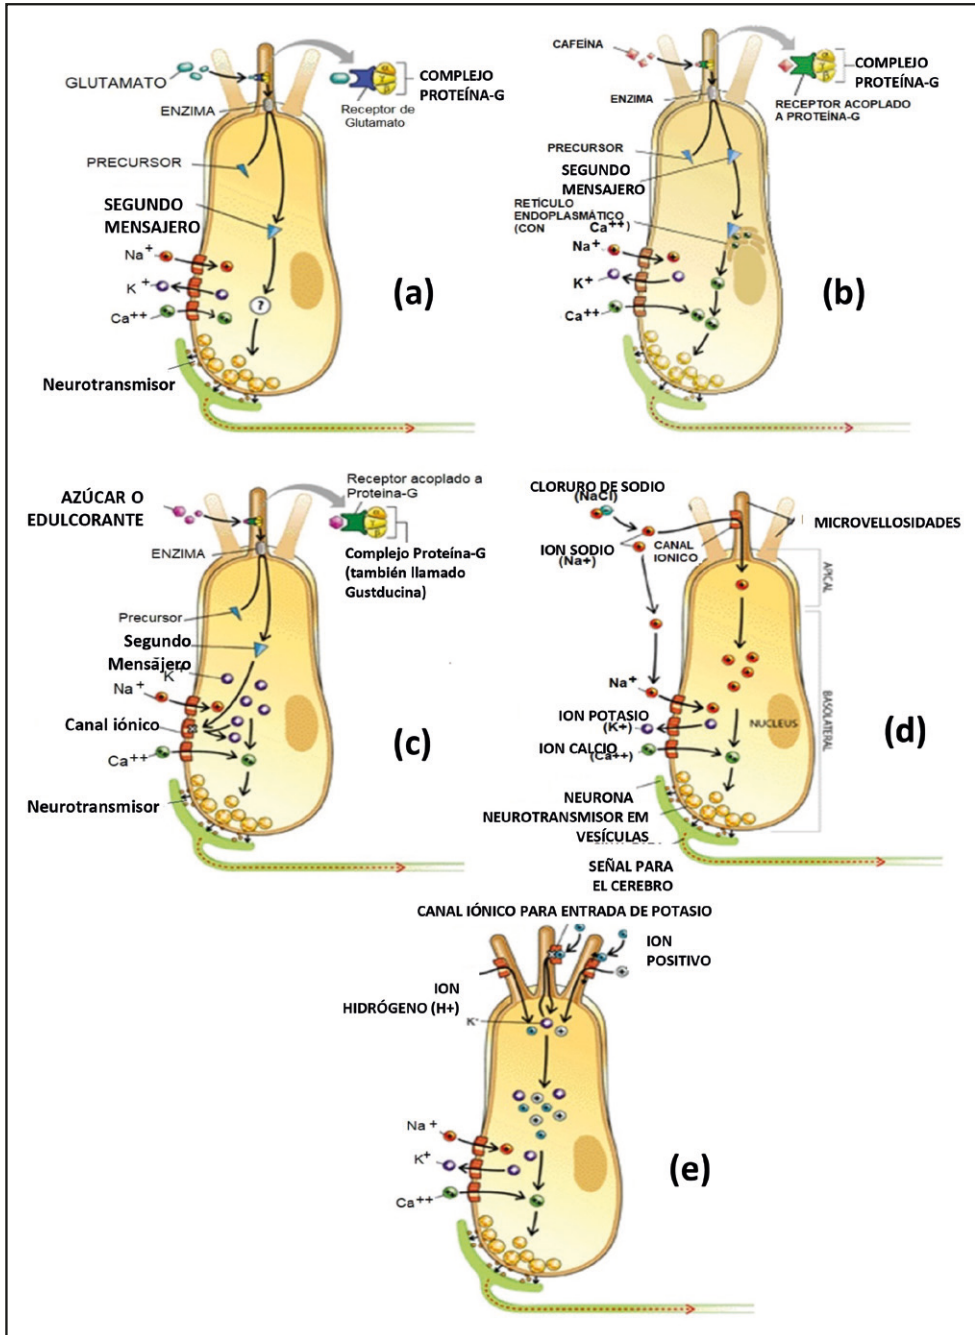 GLUTAMATO
ENZIMA
COMPLEJO
PROTEÍNA-G
Receptor de
Glutamato
PRECURSOR
SEGUNDO
MENSAJERO
Na+
K+
Ca++
?
Neurotransmisor
(a)
CAFEÍNA
ENZIMA
COMPLEJO
PROTEÍNA-G
RECEPTOR ACOPLADO
A PROTEÍNA-G
PRECURSOR
SEGUNDO
MENSAJERO
RETÍCULO
ENDOPLASMÁTICO
(CON Ca++)
Na+
K+
Ca++
(b)
AZÚCAR O
EDULCORANTE
ENZIMA
Receptor acoplado a
Proteina-G
Complejo Proteína-G
(también llamado
Gustducina)
Precursor
Segundo
Mensajero
K+
Na+
Canal iónico
Ca++
Neurotransmisor
(c)
CLORURO DE SODIO
(NaCl)
ION SODIO
(Na+)
CANAL
IÓNICO
MICROVELLOSIDADES
APICAL
BASOLATERAL
Na+
ION POTASIO
(K+)
NUCLEUS
ION CALCIO
(Ca++)
NEURONA
NEUROTRANSMISOR EM
VESÍCULAS
SEÑAL PARA
EL CEREBRO
(d)
CANAL IÓNICO PARA ENTRADA DE POTASIO
ION
POSITIVO
ION
HIDRÓGENO (H+)
K+
Na+
K+
Ca++
(e)